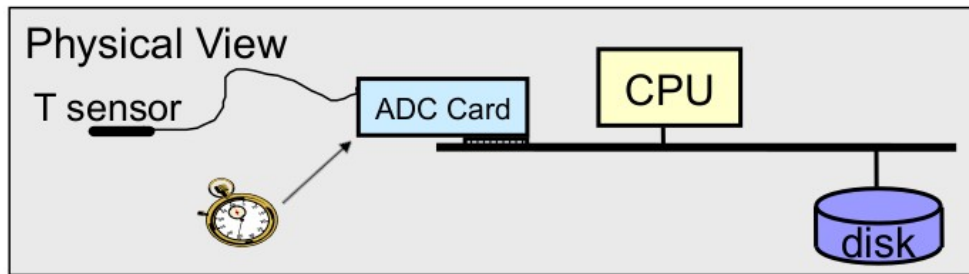 Physical View
T sensor
ADC Card
CPU
disk